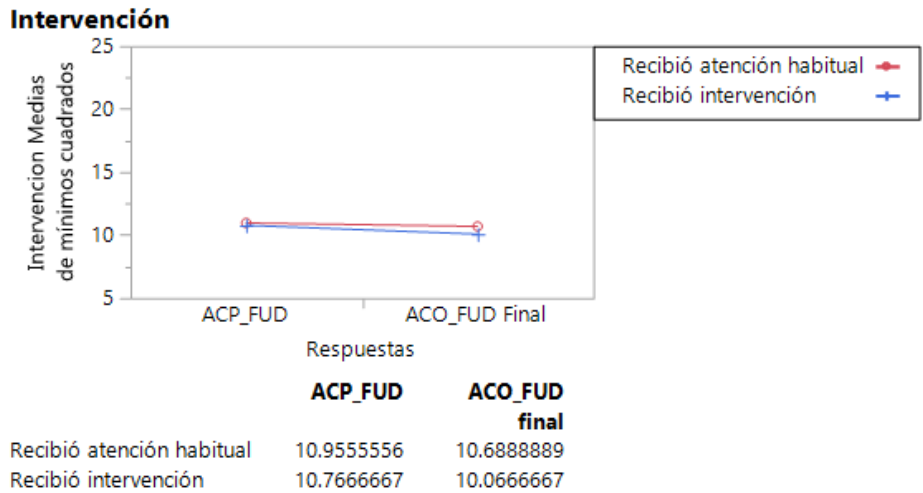 Intervención
25
20
15
10
5
Intervencion Medias
de mínimos cuadrados
ACP_FUD
ACO_FUD Final
Respuestas
Recibió atención habitual
Recibió intervención
ACP_FUD ACO_FUD
final
Recibió atención habitual 10.9555556 10.6888889
Recibió intervención 10.7666667 10.0666667